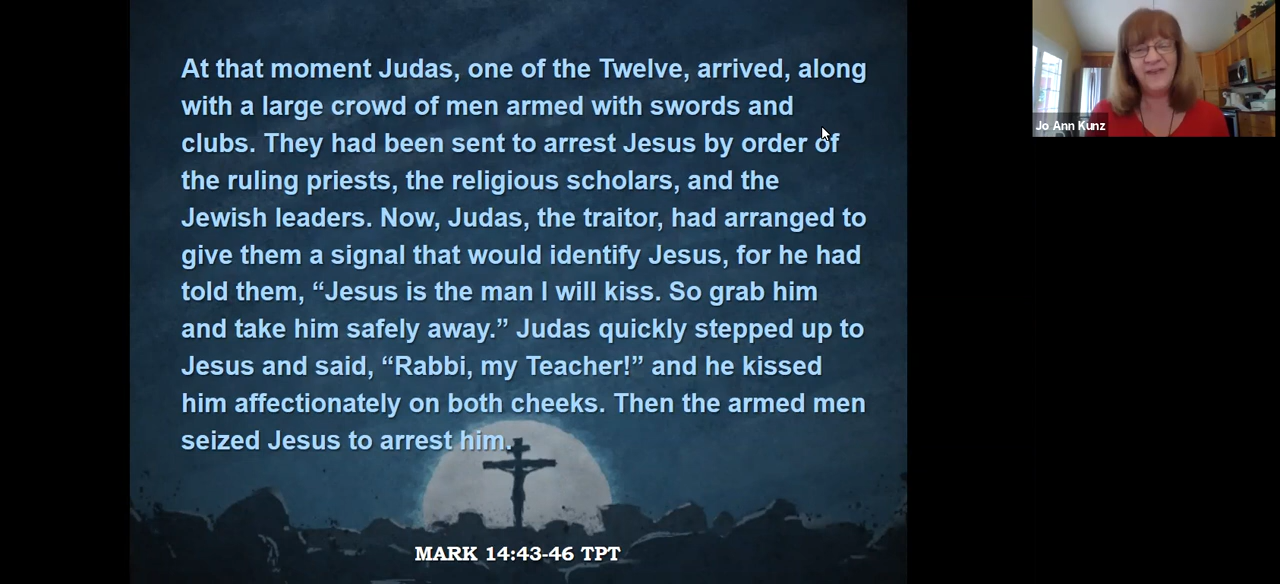 At that moment Judas, one of the Twelve, arrived, along
with a large crowd of men armed with swords and
clubs. They had been sent to arrest Jesus by order of
the ruling priests, the religious scholars, and the
Jewish leaders. Now, Judas, the traitor, had arranged to
give them a signal that would identify Jesus, for he had
told them, “Jesus is the man I will kiss. So grab him
and take him safely away.” Judas quickly stepped up to
Jesus and said, “Rabbi, my Teacher!” and he kissed
him affectionately on both cheeks. Then the armed men
seized Jesus to arrest him.
MARK 14:43-46 TPT
Jo Ann Kunz